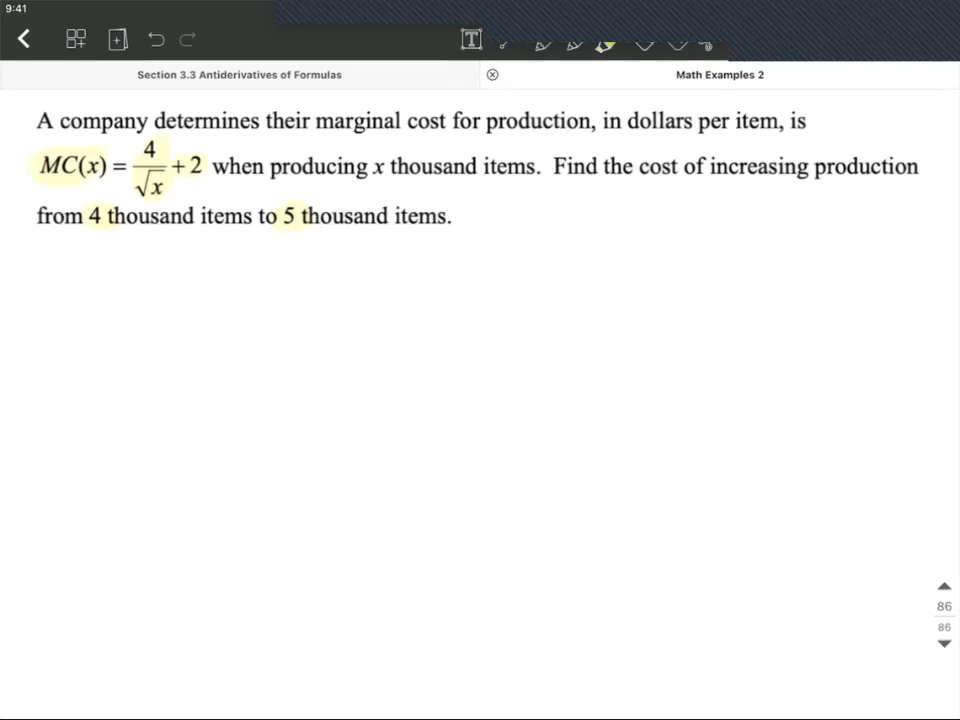 9:41
Section 3.3 Antiderivatives of Formulas
Math Examples 2
A company determines their marginal cost for production, in dollars per item, is
MC(x) = 4/√x + 2 when producing x thousand items. Find the cost of increasing production
from 4 thousand items to 5 thousand items.
86
86